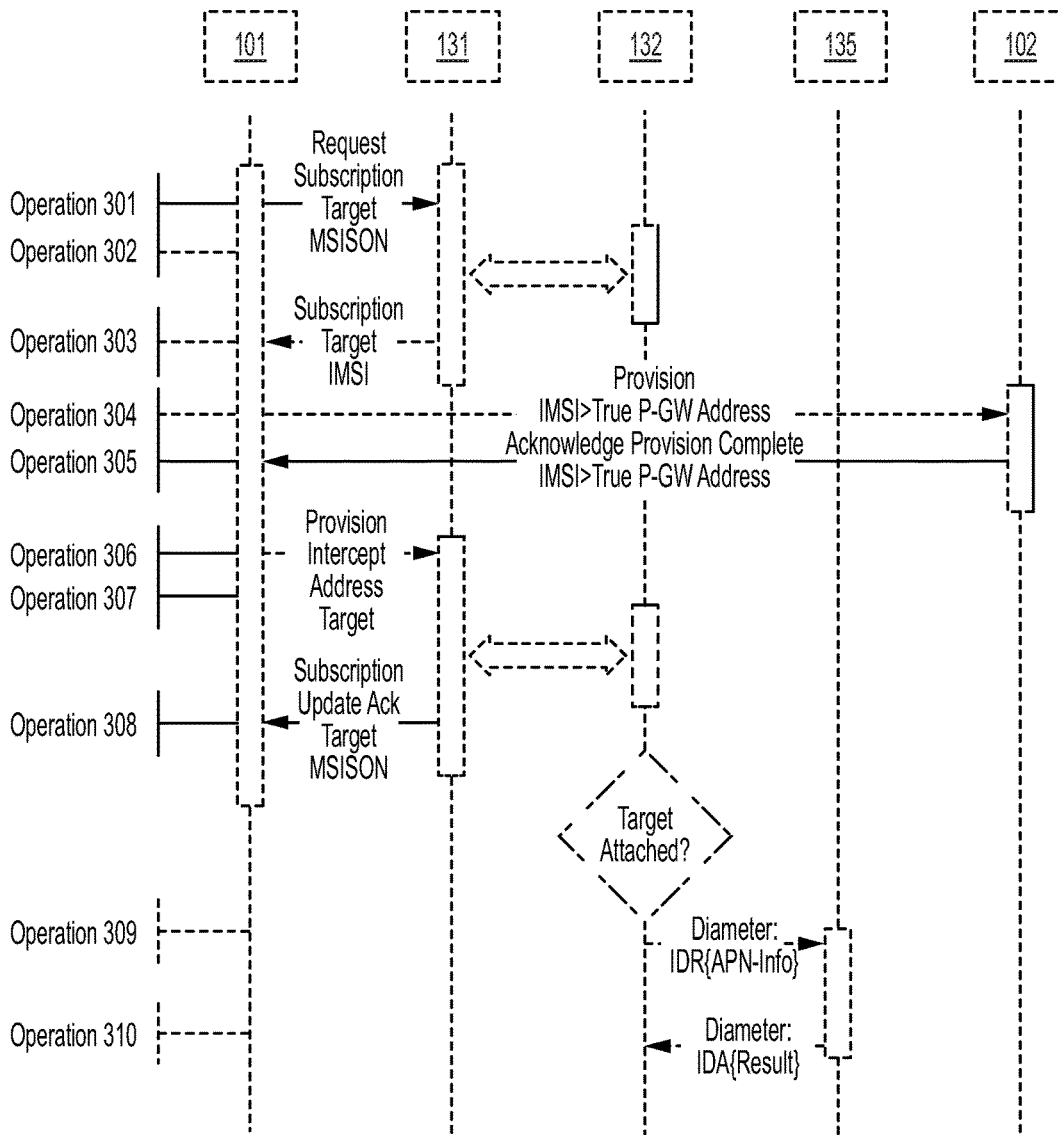 101
131
132
135
102
Operation 301
Request
Subscription
Target
MSISON
Operation 302
Operation 303
Subscription
Target
IMSI
Operation 304
Provision
IMSI>True P-GW Address
Operation 305
Acknowledge Provision Complete
IMSI>True P-GW Address
Operation 306
Provision
Intercept
Address
Target
Operation 307
Operation 308
Subscription
Update Ack
Target
MSISON
Target
Attached?
Operation 309
Diameter:
IDR{APN-Info}
Operation 310
Diameter:
IDA{Result}